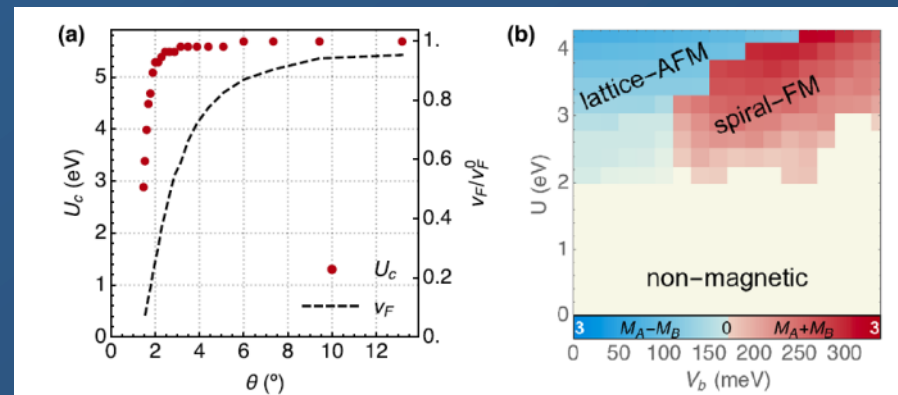 (a)
U_c (eV)
5
4
3
2
1
0
0 2 4 6 8 10 12
θ (°)
1.
0.8
0.6
0.4
0.2
0.
v_F/v_F^0
U_c
v_F
(b)
U (eV)
4
3
2
1
0
lattice-AFM
spiral-FM
non-magnetic
3 M_A-M_B 0 M_A+M_B 3
0 50 100 150 200 250 300
V_b (meV)